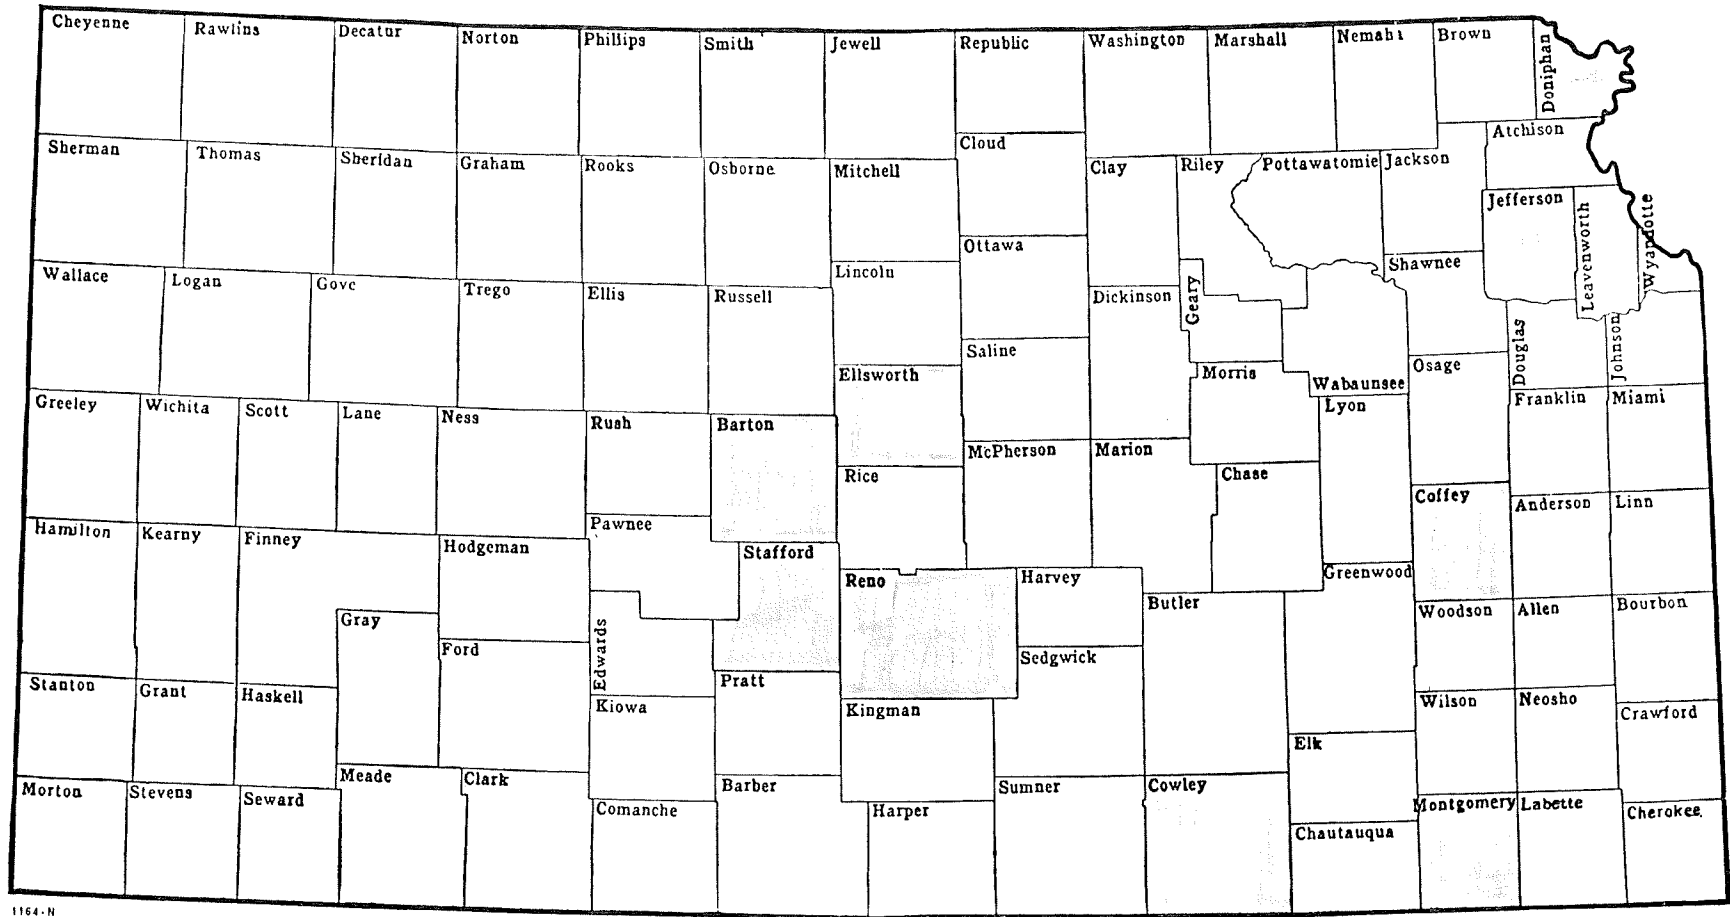 Cheyenne Rawlins Decatur Norton Phillips Smith Jewell Republic Washington Marshall Nemaha Brown Doniphan
Cloud Atchison
Sherman Thomas Sheridan Graham Rooks Osborne Mitchell Clay Riley Pottawatomie Jackson
Jefferson Leavenworth Wyandotte
Ottawa
Wallace Logan Gove Trego Ellis Russell Lincoln Dickinson Geary Shawnee
Saline Douglas Johnson
Ellsworth Morris Wabaunsee Osage
Greeley Wichita Scott Lane Ness Rush Barton Lyon Franklin Miami
Rice McPherson Marion Chase
Pawnee Coffey Anderson Linn
Hamilton Kearny Finney Hodgeman Stafford
Reno Harvey Greenwood
Gray Butler Woodson Allen Bourbon
Ford Edwards Sedgwick
Stanton Grant Haskell Pratt
Kiowa Kingman Wilson Neosho Crawford
Elk
Meade Clark Barber Sumner Cowley
Morton Stevens Seward Comanche Harper Montgomery Labette Cherokee
Chautauqua
1164-N